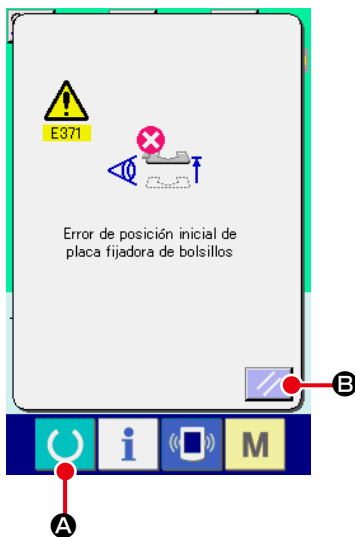 E371
Error de posición inicial de
placa fijadora de bolsillos
B
i
M
A